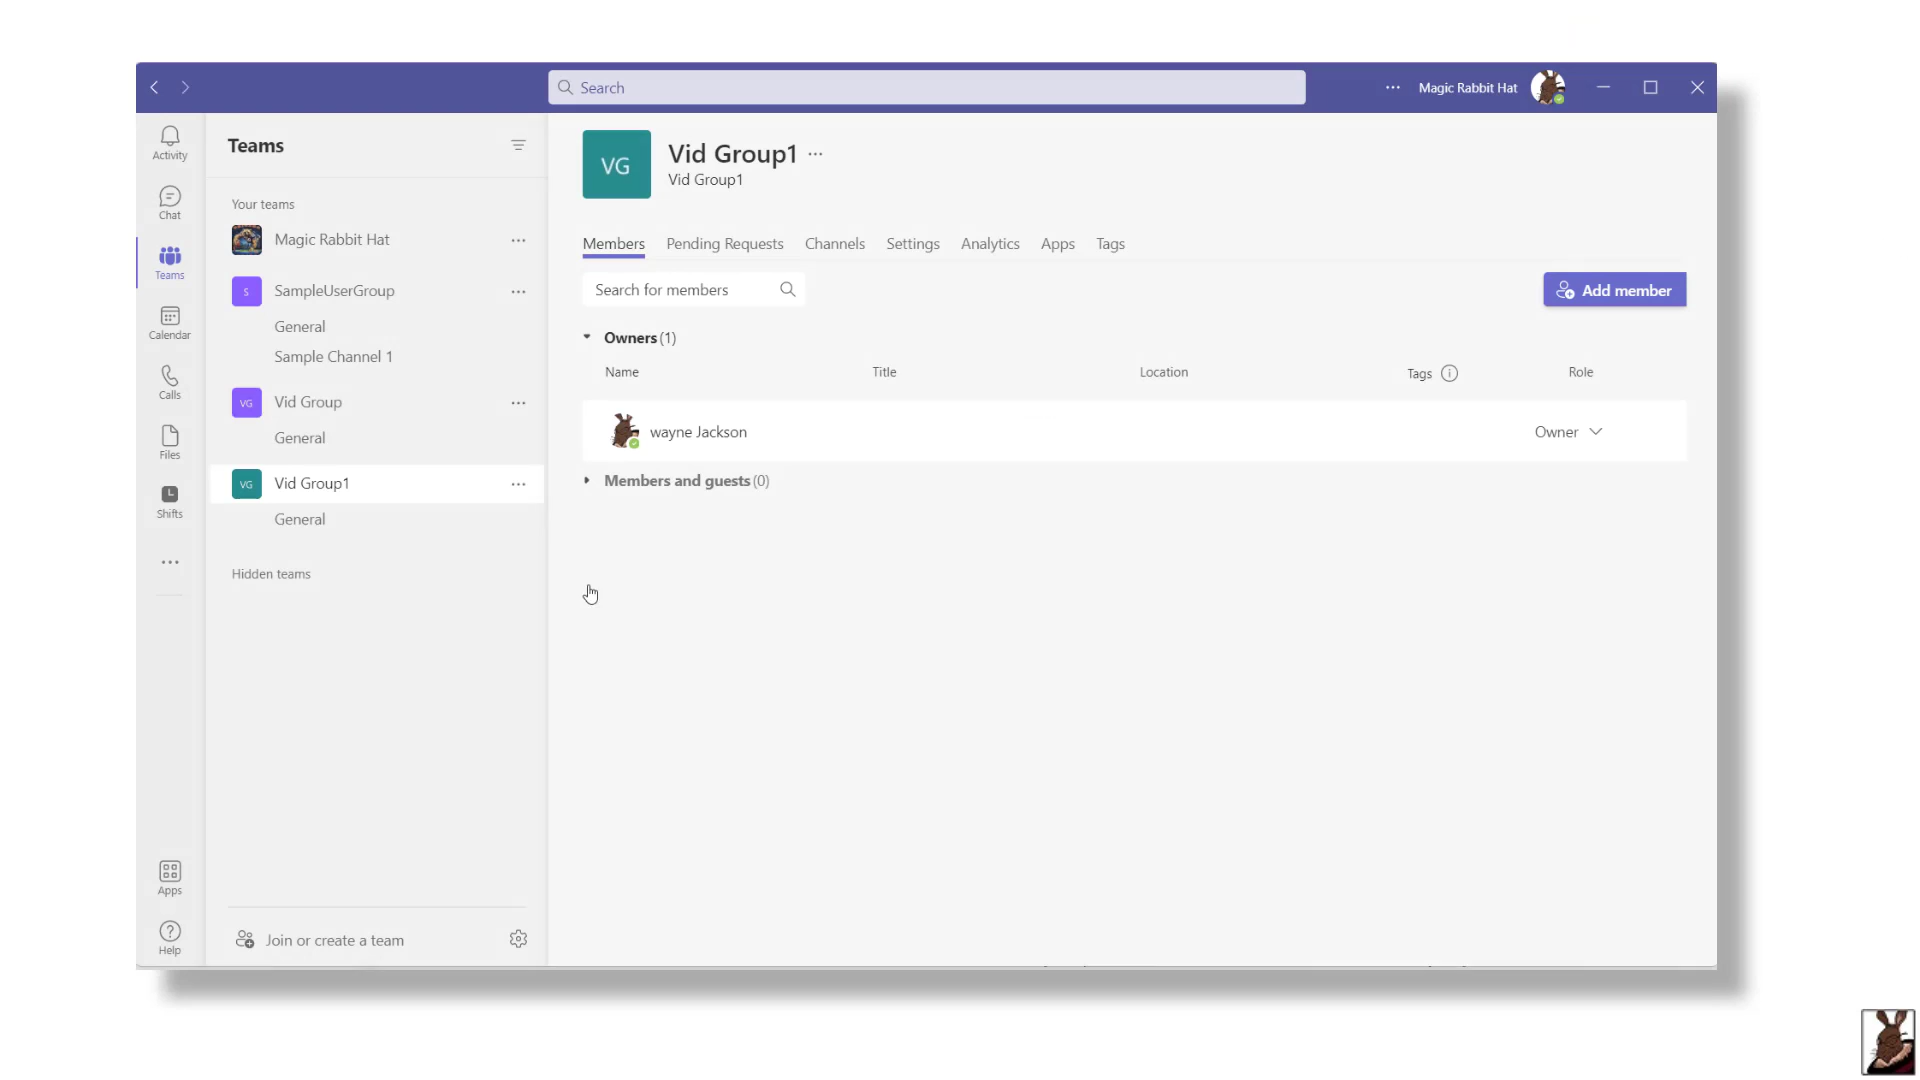 Search
Magic Rabbit Hat
Activity
Chat
Teams
Calendar
Calls
Files
Shifts
Apps
Help
Teams
Your teams
Magic Rabbit Hat
S
SampleUserGroup
General
Sample Channel 1
VG
Vid Group
General
VG
Vid Group1
General
Hidden teams
Join or create a team
VG
Vid Group1
Vid Group1
Members
Pending Requests
Channels
Settings
Analytics
Apps
Tags
Search for members
Add member
Owners (1)
Name
Title
Location
Tags
Role
wayne Jackson
Owner
Members and guests (0)